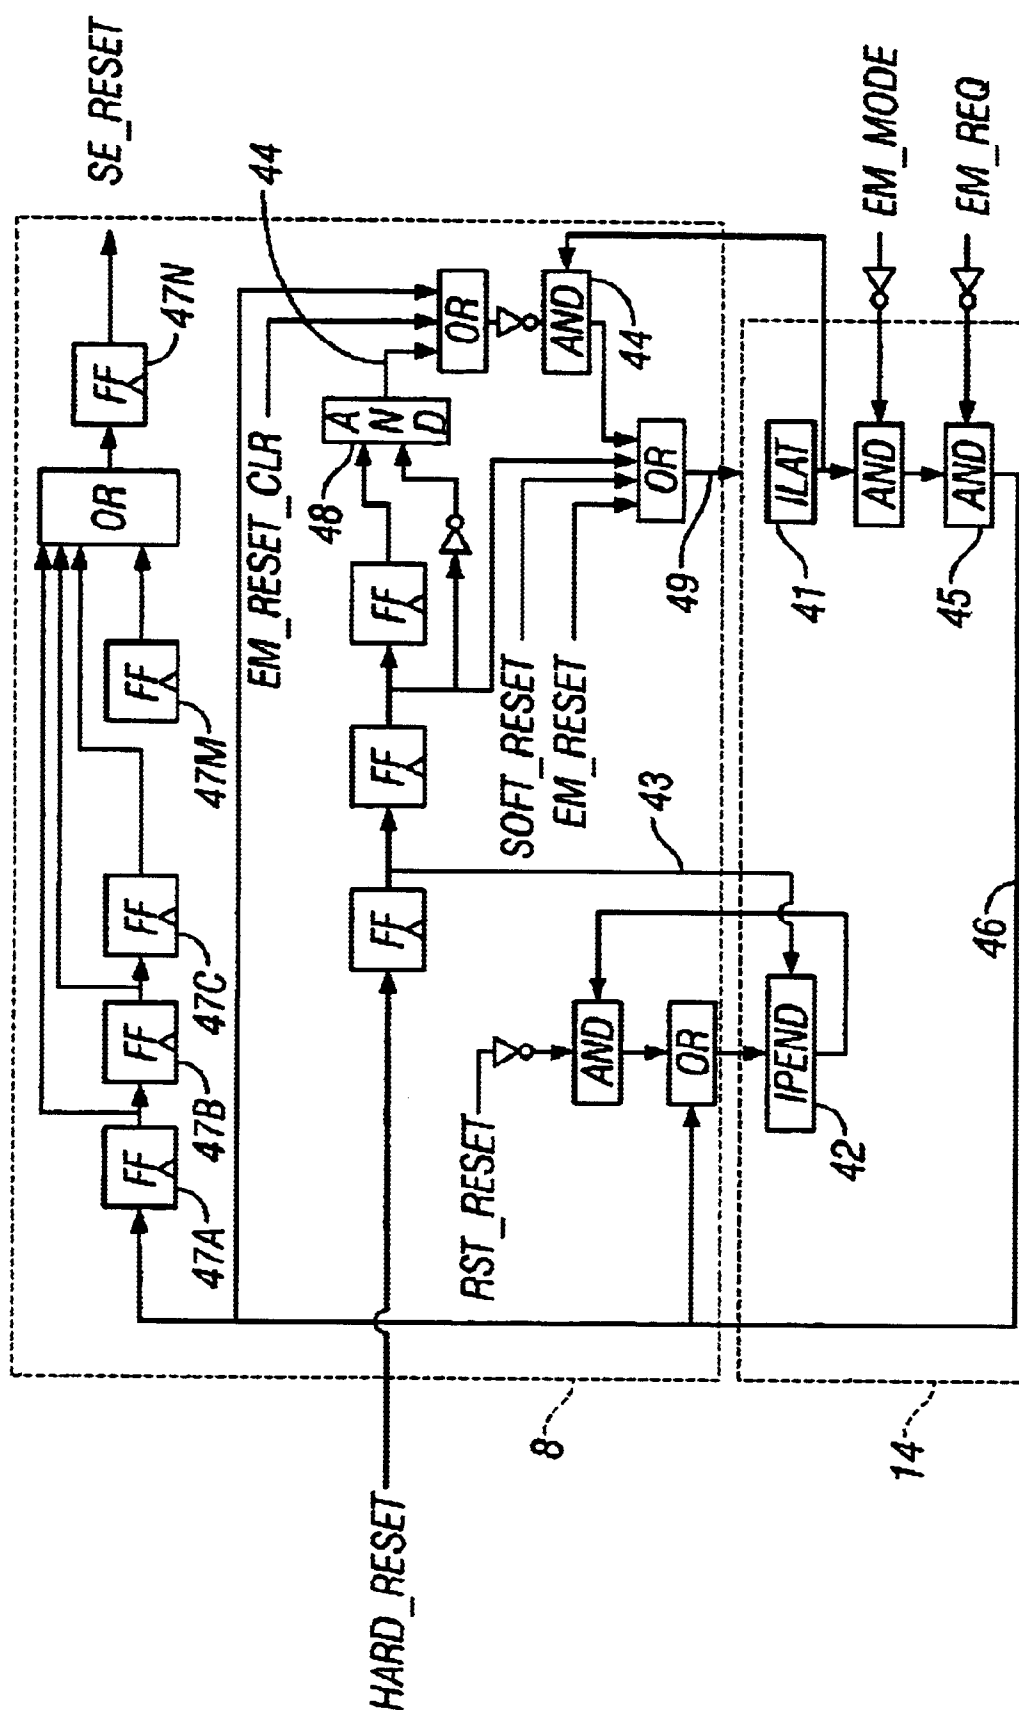 SE_RESET
FF
47A
FF
47B
FF
47C
FF
47M
OR
FF
47N
HARD_RESET
FF
FF
FF
EM_RESET_CLR
AND
48
44
OR
AND
44
RST_RESET
AND
OR
SOFT_RESET
EM_RESET
OR
49
43
8
IPEND
42
ILAT
41
AND
EM_MODE
AND
45
EM_REQ
46
14